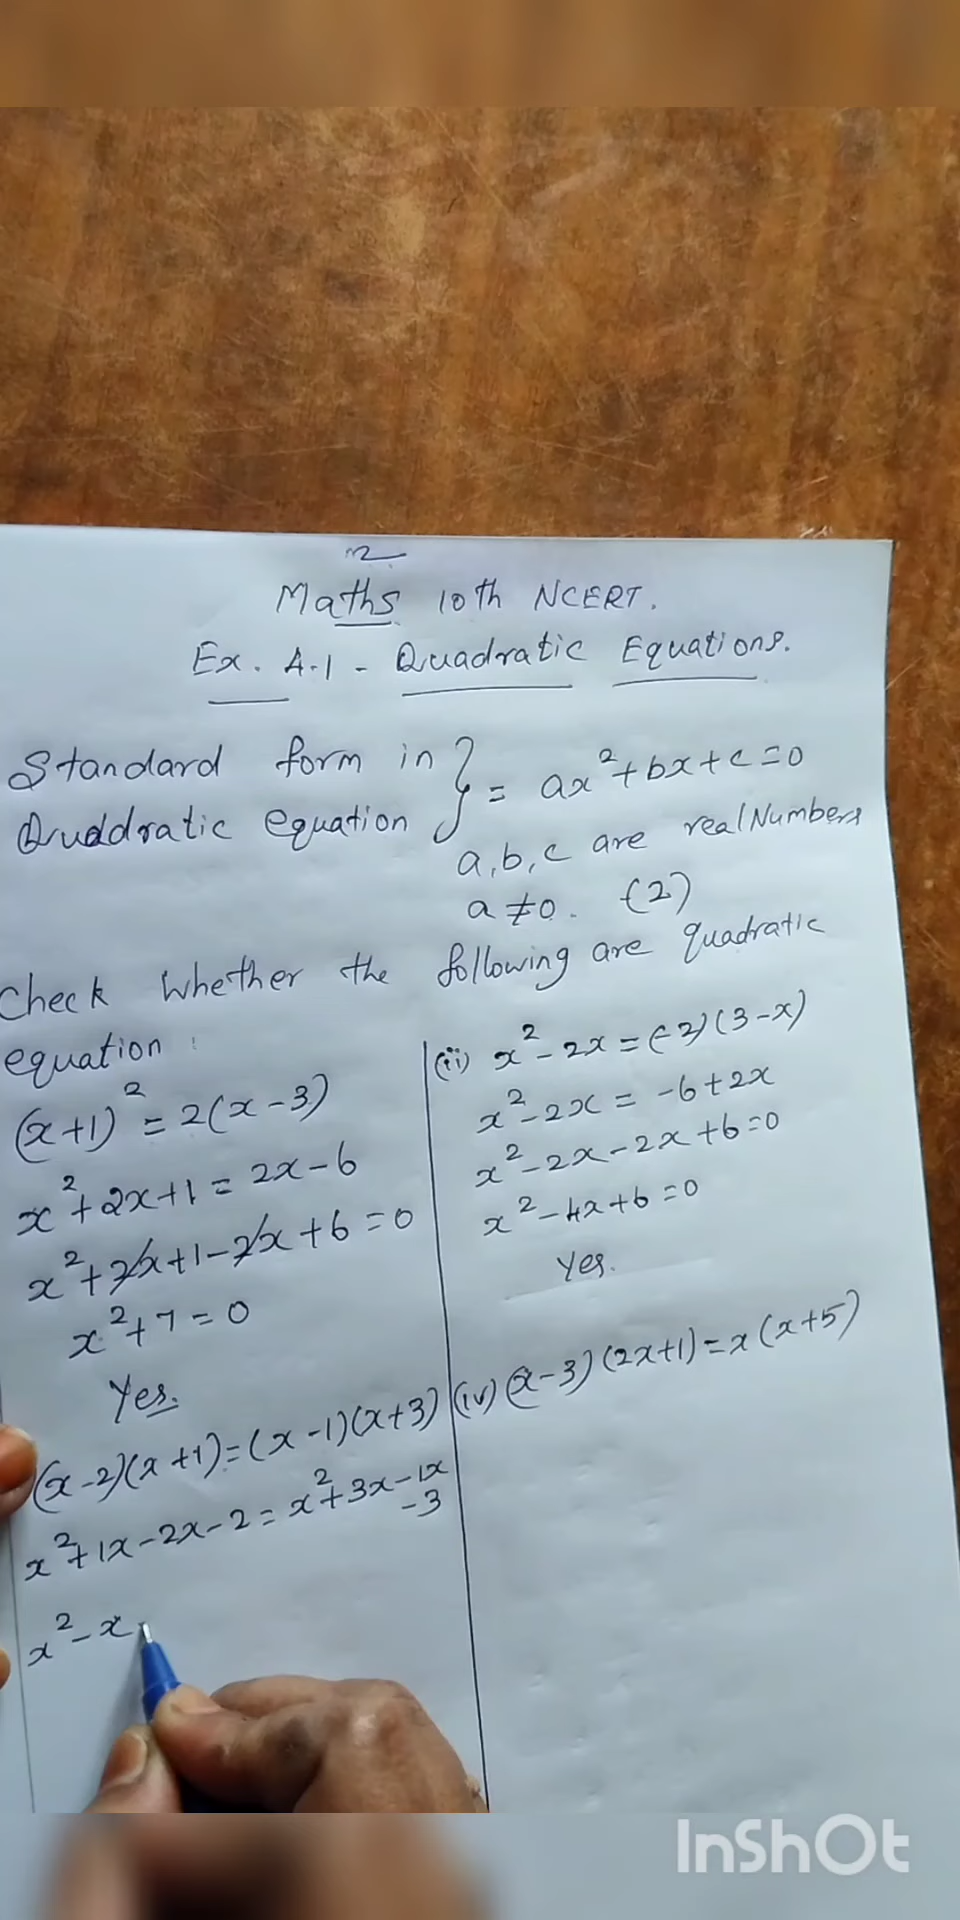 Maths 10th NCERT.
Ex. 4.1 - Quadratic Equations.
Standard form in } = ax²+bx+c=0
Quadratic equation
a,b,c are real Numbers
a ≠ 0. (2)
Check whether the following are quadratic
equation:
(x+1)² = 2(x-3)
x²+2x+1 = 2x-6
x²+2x+1-2x+6=0
x²+7=0
Yes.
(ii) x²-2x=(-2)(3-x)
x²-2x = -6+2x
x²-2x-2x+6=0
x²-4x+6=0
Yes.
(x-2)(x+1)=(x-1)(x+3)
x²+1x-2x-2=x²+3x-1x
-3
x²-x
(iv) (x-3)(2x+1)=x(x+5)
InShOt